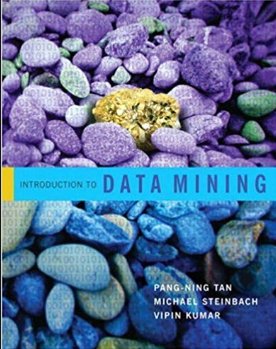 INTRODUCTION TO DATA MINING
PANG-NING TAN
MICHAEL STEINBACH
VIPIN KUMAR